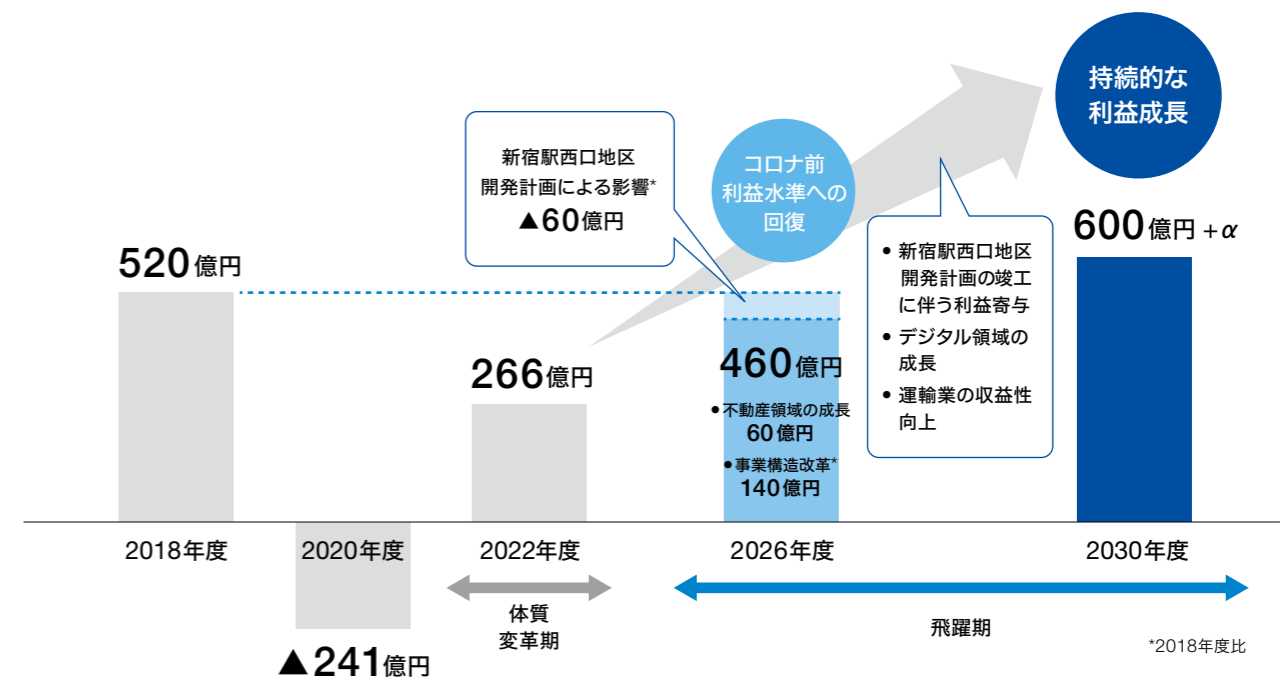 持続的な
利益成長
新宿駅西口地区
開発計画による影響*
▲60億円
コロナ前
利益水準への
回復
520億円
266億円
460億円
•不動産領域の成長
60億円
•事業構造改革*
140億円
• 新宿駅西口地区
開発計画の竣工
に伴う利益寄与
• デジタル領域の
成長
• 運輸業の収益性
向上
600億円 +α
2018年度
2020年度
2022年度
2026年度
2030年度
▲241億円
体質
変革期
飛躍期
*2018年度比